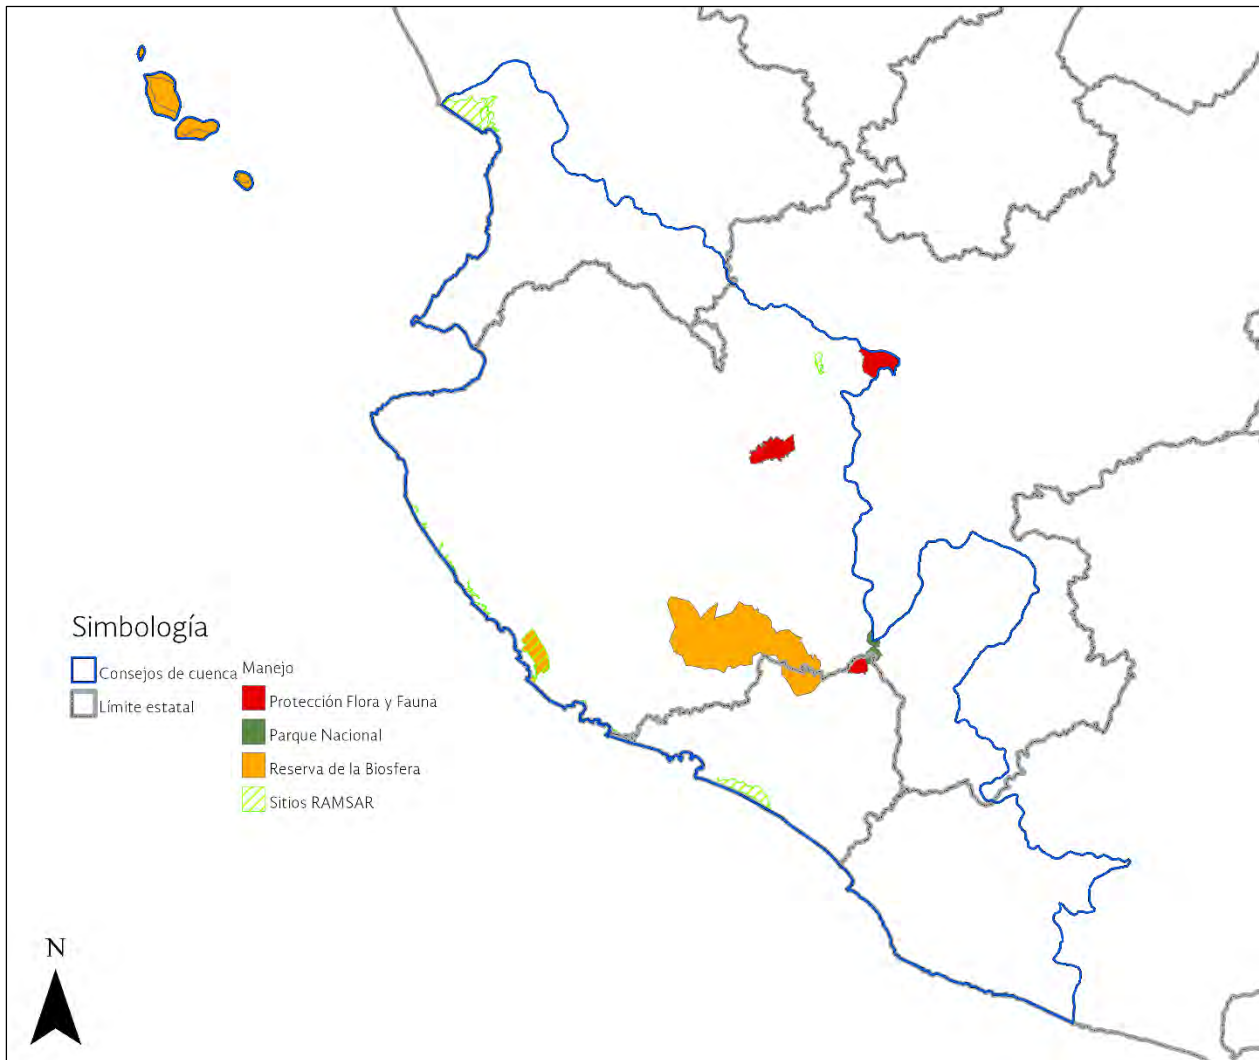 Simbología
Consejos de cuenca
Límite estatal
Manejo
Protección Flora y Fauna
Parque Nacional
Reserva de la Biosfera
Sitios RAMSAR
N